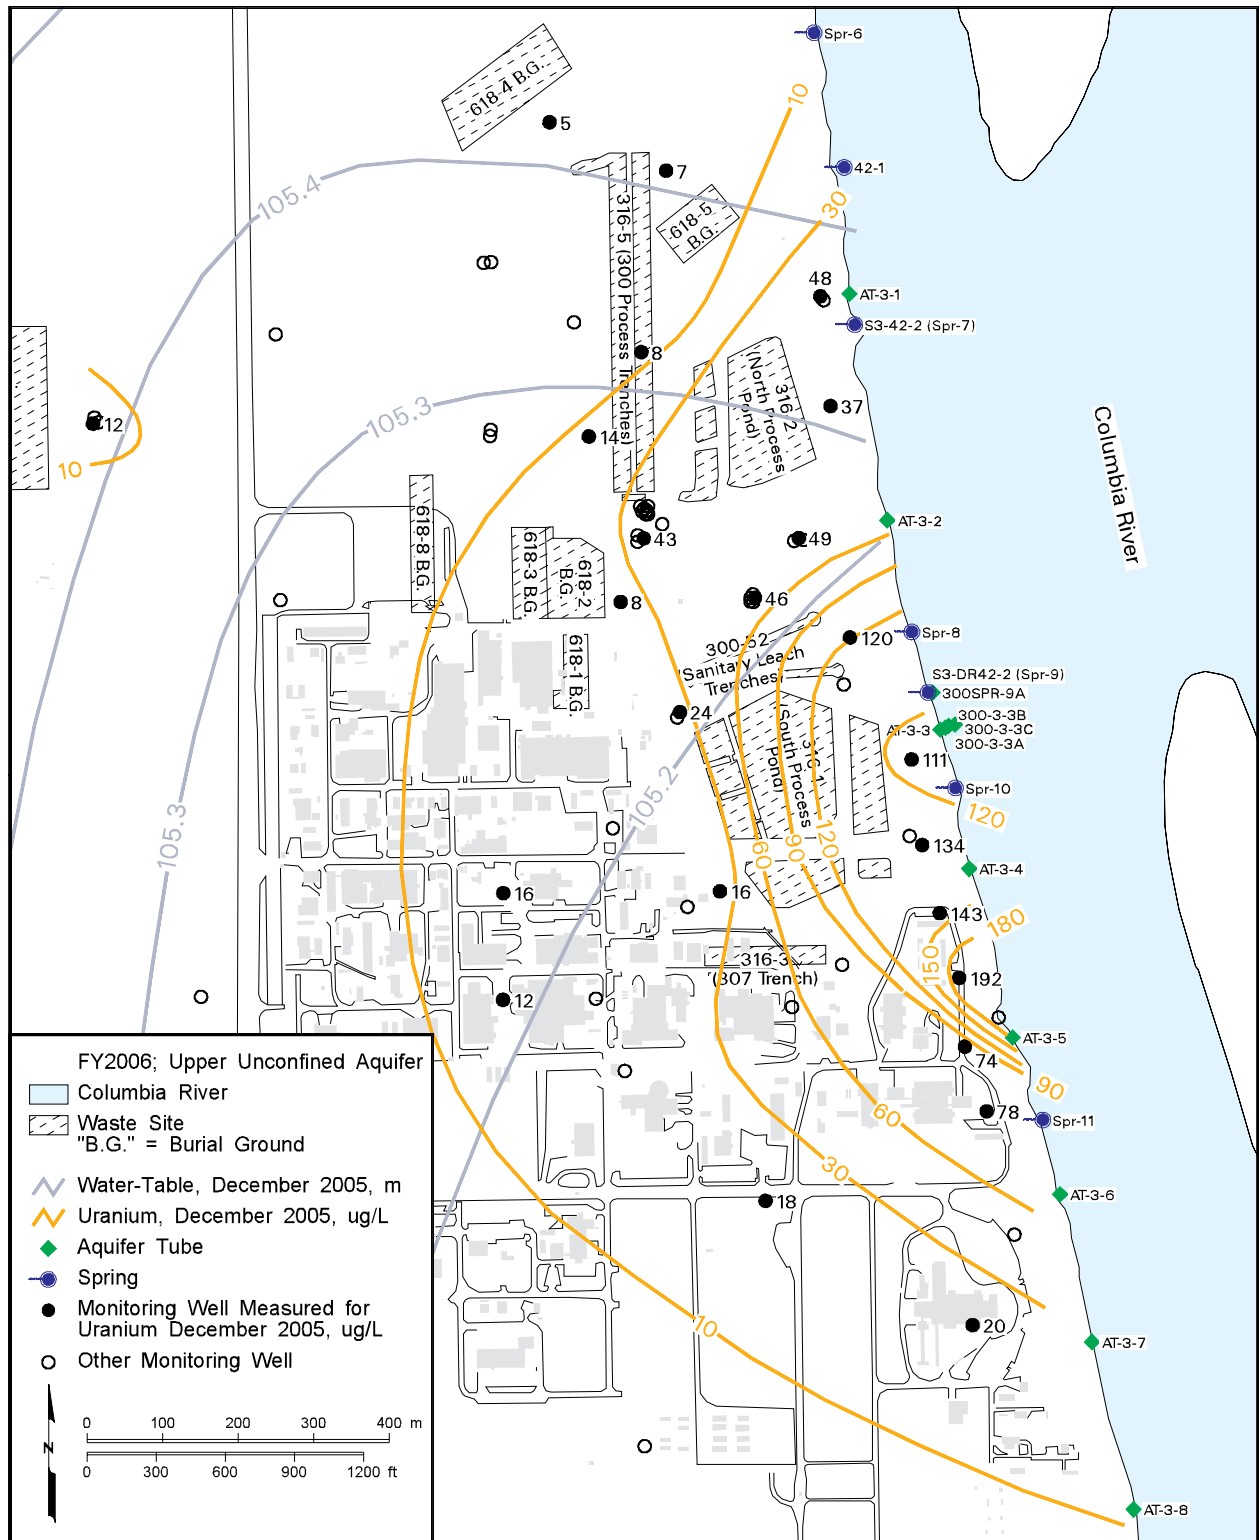 Spr-6
618-4 B.G.
10
5
42-1
7
105.4
30
618-5
B.G.
316-5 (300 Process Trenches)
48
AT-3-1
S3-42-2 (Spr-7)
8
316-2
(North Process
Pond)
105.3
37
12
14
10
Columbia River
AT-3-2
43
49
618-8 B.G.
618-3 B.G.
618-2
B.G.
8
46
120
Spr-8
300-52
(Sanitary Leach
Trenches)
618-1 B.G.
S3-DR42-2 (Spr-9)
300SPR-9A
24
300-3-3B
AT-3-3
300-3-3C
300-3-3A
316-1
(South Process
Pond)
111
105.2
Spr-10
120
105.3
60
90
120
134
AT-3-4
16
16
143
180
150
316-3
(307 Trench)
192
12
AT-3-5
74
90
78
60
Spr-11
30
AT-3-6
18
10
20
AT-3-7
AT-3-8
FY2006; Upper Unconfined Aquifer
Columbia River
Waste Site
"B.G." = Burial Ground
Water-Table, December 2005, m
Uranium, December 2005, ug/L
Aquifer Tube
Spring
Monitoring Well Measured for
Uranium December 2005, ug/L
Other Monitoring Well
N
0 100 200 300 400 m
0 300 600 900 1200 ft